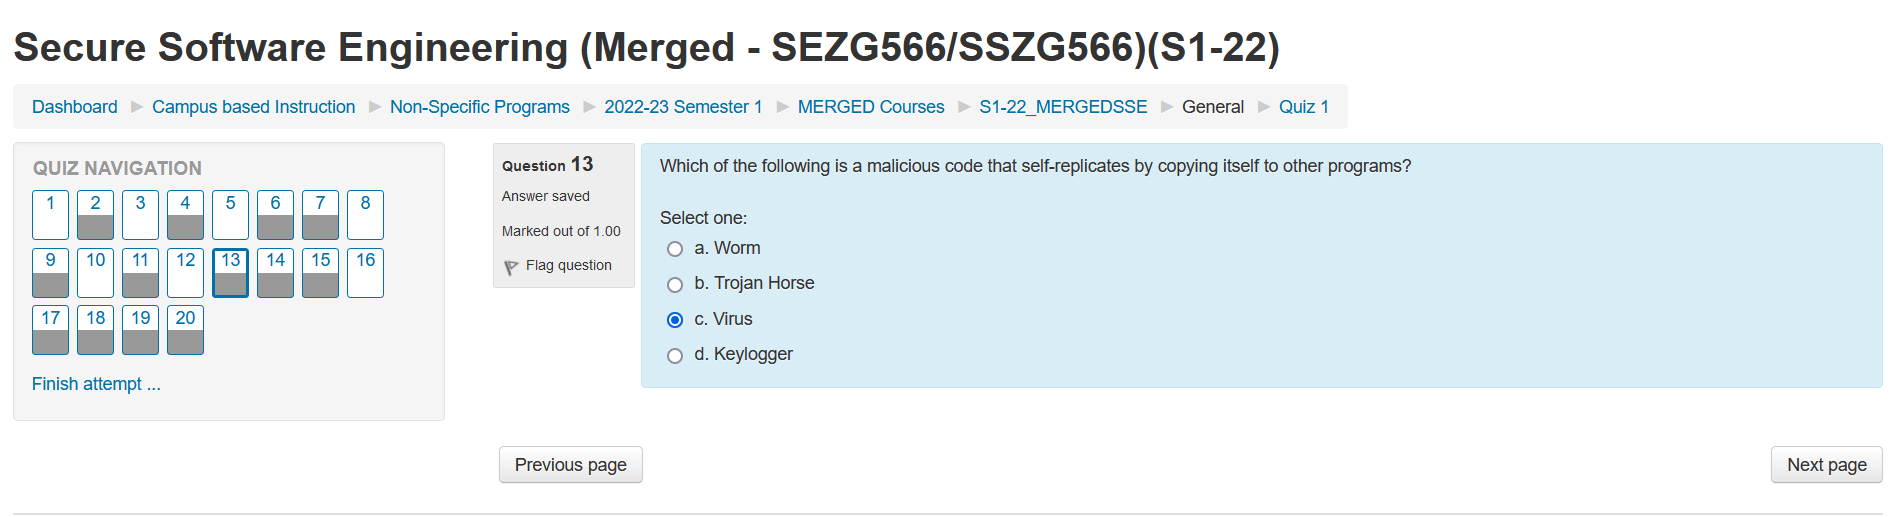 Secure Software Engineering (Merged - SEZG566/SSZG566)(S1-22)
Dashboard Campus based Instruction Non-Specific Programs 2022-23 Semester 1 MERGED Courses S1-22_MERGEDSSE General Quiz 1
QUIZ NAVIGATION
1 2 3 4 5 6 7 8
9 10 11 12 13 14 15 16
17 18 19 20
Finish attempt ...
Question 13
Answer saved
Marked out of 1.00
Flag question
Which of the following is a malicious code that self-replicates by copying itself to other programs?
Select one:
a. Worm
b. Trojan Horse
c. Virus
d. Keylogger
Previous page
Next page